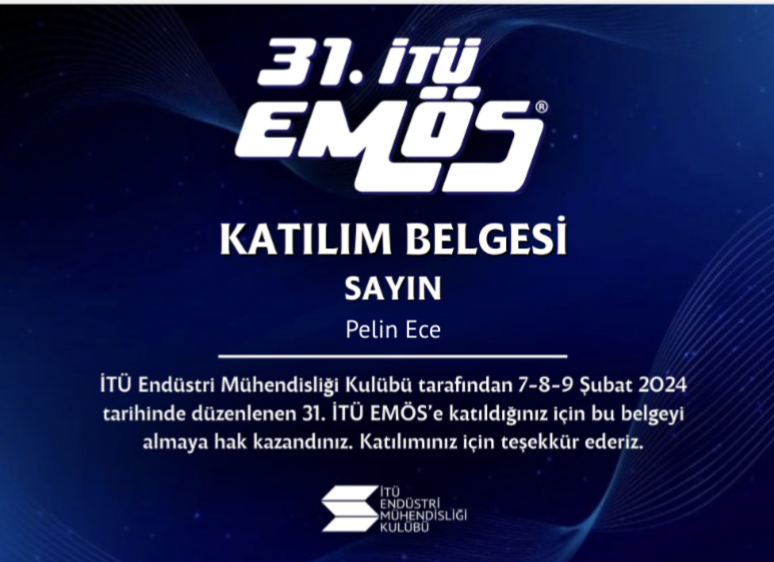 31. İTÜ
EMÖS®
KATILIM BELGESİ
SAYIN
Pelin Ece
İTÜ Endüstri Mühendisliği Kulübü tarafından 7-8-9 Şubat 2024
tarihinde düzenlenen 31. İTÜ EMÖS'e katıldığınız için bu belgeyi
almaya hak kazandınız. Katılımınız için teşekkür ederiz.
İTÜ
ENDÜSTRİ
MÜHENDİSLİĞİ
KULÜBÜ